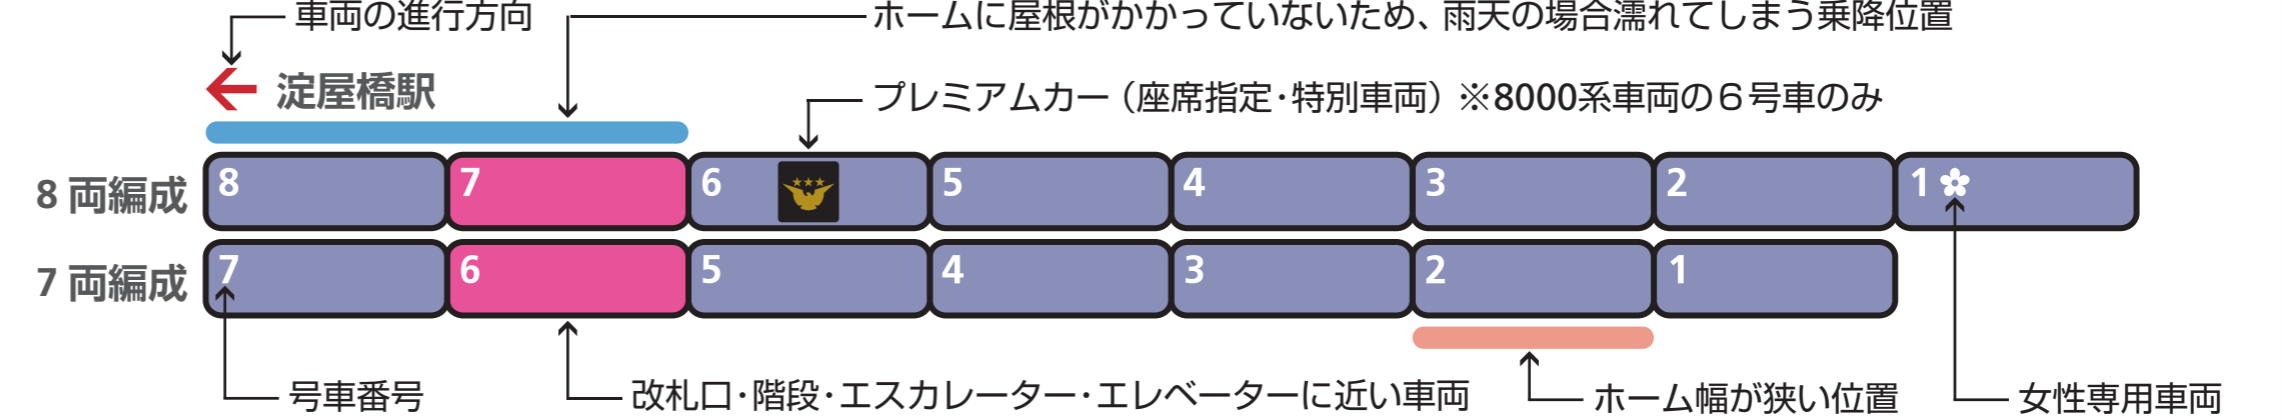 車両の進行方向
ホームに屋根がかかっていないため、雨天の場合濡れてしまう乗降位置
淀屋橋駅
プレミアムカー（座席指定・特別車両）※8000系車両の６号車のみ
8 両編成 8 7 6 5 4 3 2 1
7 両編成 7 6 5 4 3 2 1
号車番号
改札口・階段・エスカレーター・エレベーターに近い車両
ホーム幅が狭い位置
女性専用車両